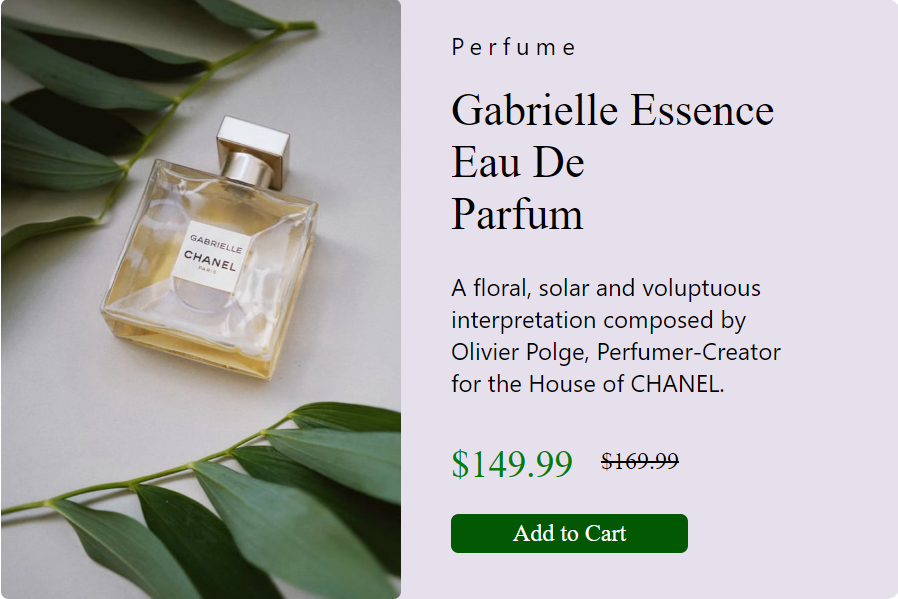 GABRIELLE
CHANEL
PARIS
Perfume
Gabrielle Essence
Eau De
Parfum
A floral, solar and voluptuous
interpretation composed by
Olivier Polge, Perfumer-Creator
for the House of CHANEL.
$149.99 $169.99
Add to Cart